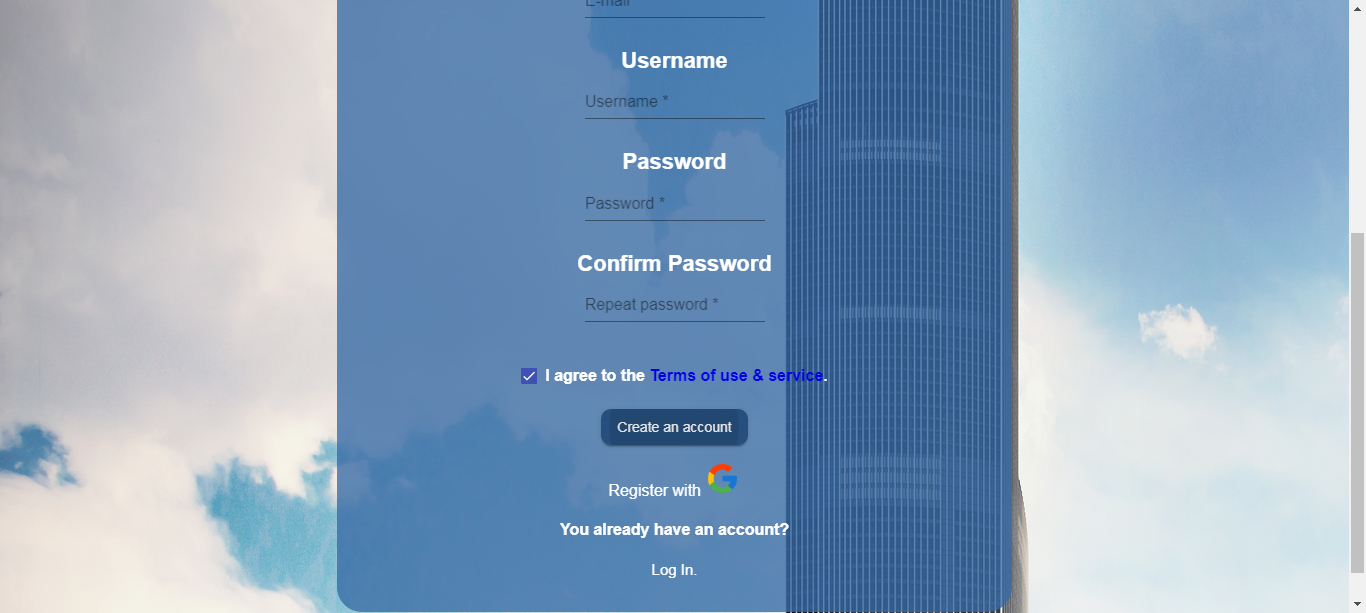 E-mail
Username
Username *
Password
Password *
Confirm Password
Repeat password *
I agree to the Terms of use & service.
Create an account
Register with
You already have an account?
Log In.